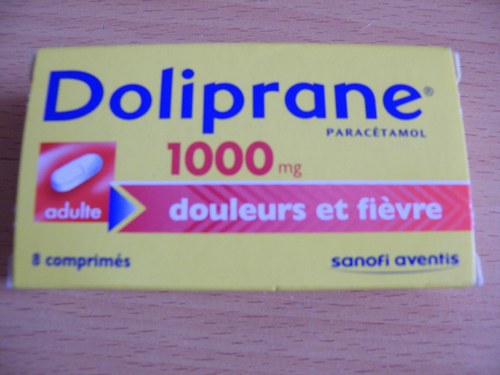 Doliprane®
PARACÉTAMOL
1000 mg
adulte
douleurs et fièvre
8 comprimés
sanofi aventis